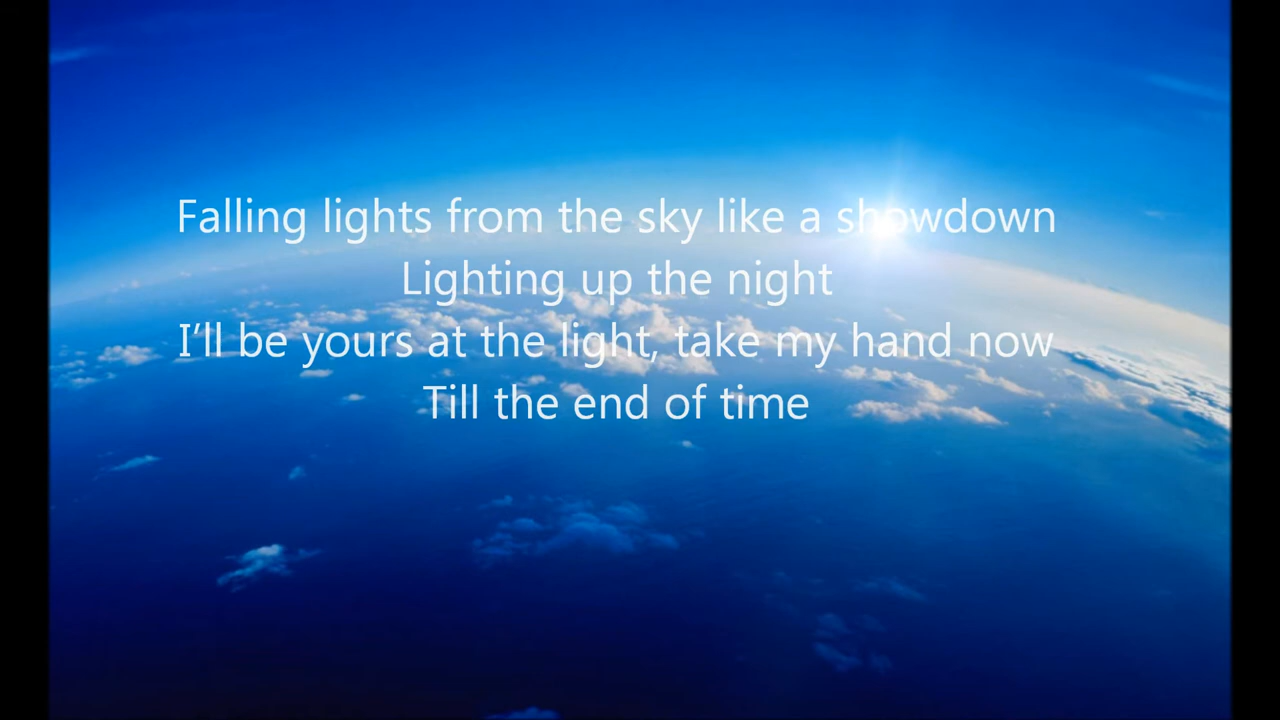 Falling lights from the sky like a showdown
Lighting up the night
I’ll be yours at the light, take my hand now
Till the end of time